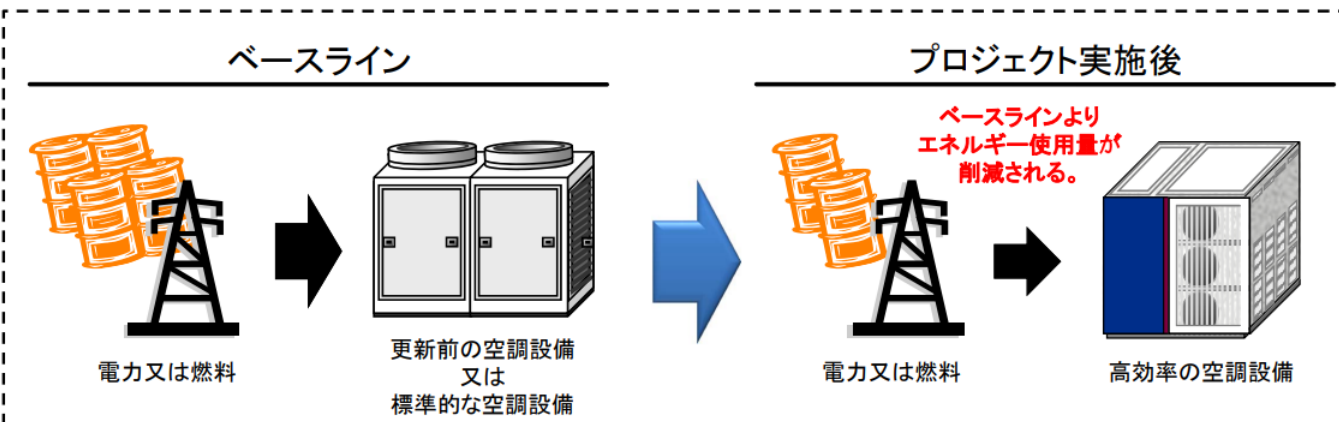 ベースライン
プロジェクト実施後
ベースラインより
エネルギー使用量が
削減される。
電力又は燃料
更新前の空調設備
又は
標準的な空調設備
電力又は燃料
高効率の空調設備